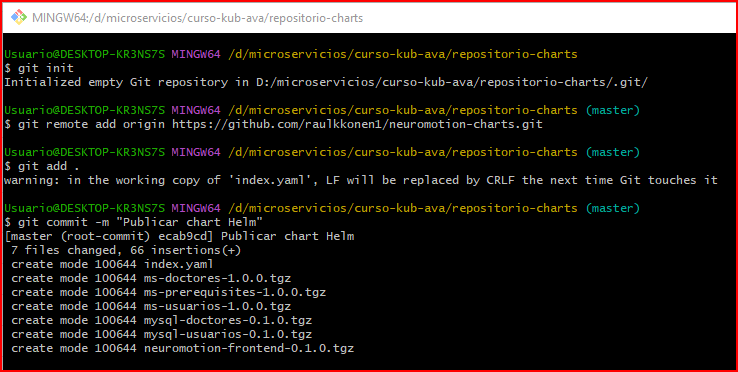 MINGW64:/d/microservicios/curso-kub-ava/repositorio-charts
Usuario@DESKTOP-KR3NS7S MINGW64 /d/microservicios/curso-kub-ava/repositorio-charts
$ git init
Initialized empty Git repository in D:/microservicios/curso-kub-ava/repositorio-charts/.git/
Usuario@DESKTOP-KR3NS7S MINGW64 /d/microservicios/curso-kub-ava/repositorio-charts (master)
$ git remote add origin https://github.com/raulkkonen1/neuromotion-charts.git
Usuario@DESKTOP-KR3NS7S MINGW64 /d/microservicios/curso-kub-ava/repositorio-charts (master)
$ git add .
warning: in the working copy of 'index.yaml', LF will be replaced by CRLF the next time Git touches it
Usuario@DESKTOP-KR3NS7S MINGW64 /d/microservicios/curso-kub-ava/repositorio-charts (master)
$ git commit -m "Publicar chart Helm"
[master (root-commit) ecab9cd] Publicar chart Helm
7 files changed, 66 insertions(+)
create mode 100644 index.yaml
create mode 100644 ms-doctores-1.0.0.tgz
create mode 100644 ms-prerequisites-1.0.0.tgz
create mode 100644 ms-usuarios-1.0.0.tgz
create mode 100644 mysql-doctores-0.1.0.tgz
create mode 100644 mysql-usuarios-0.1.0.tgz
create mode 100644 neuromotion-frontend-0.1.0.tgz